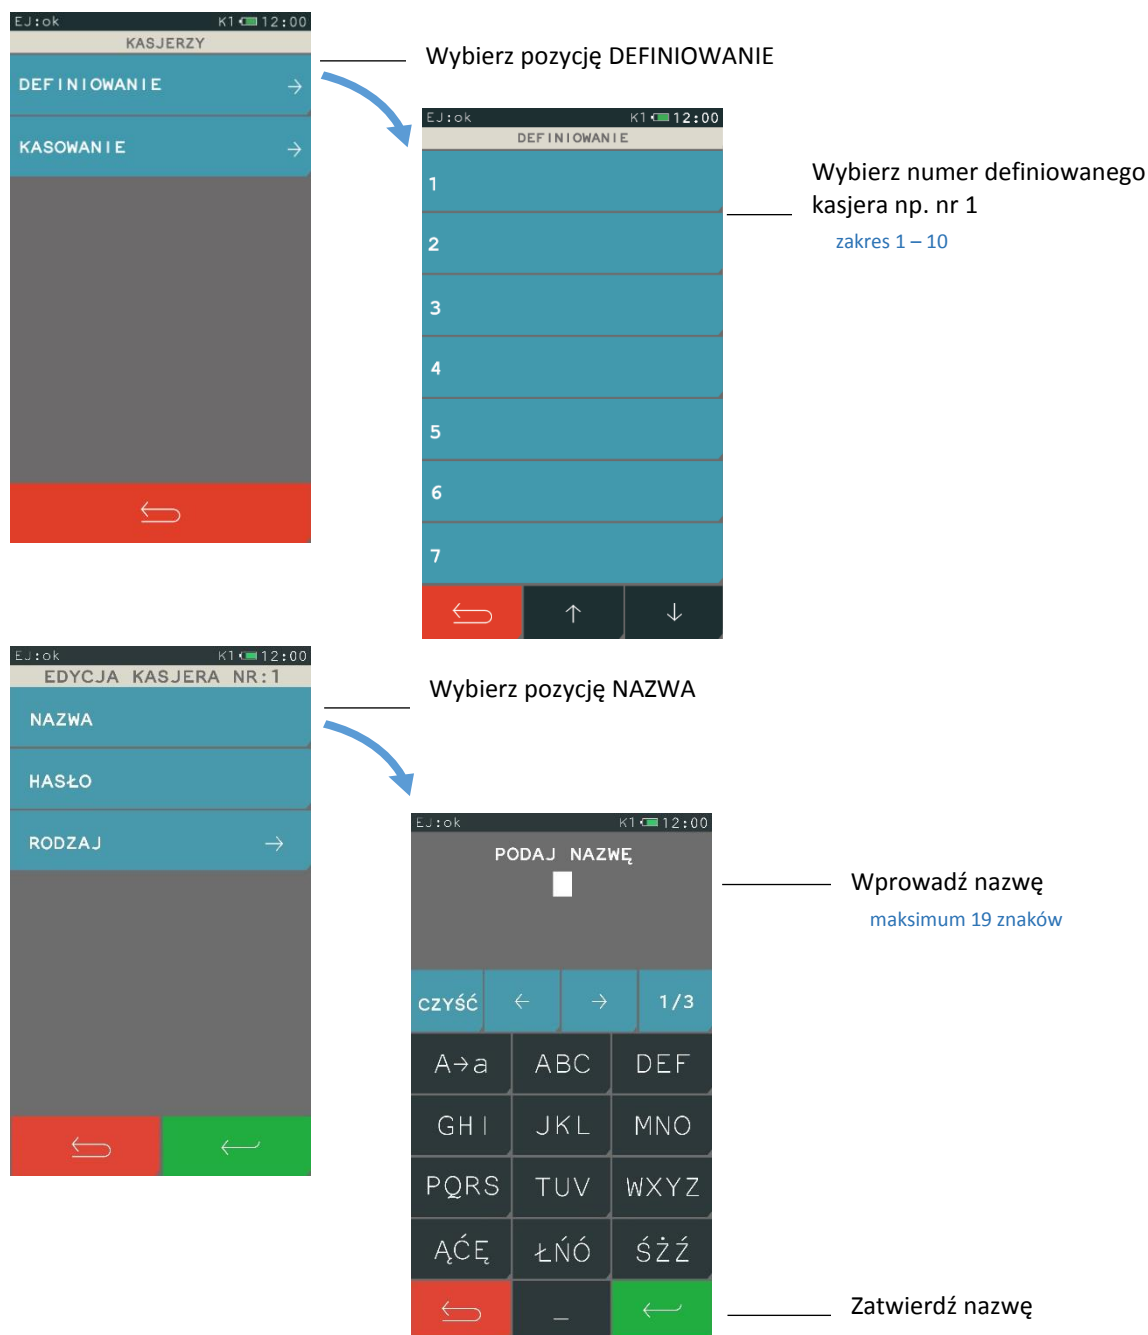 EJ:ok K1 12:00
KASJERZY
DEFINIOWANIE →
KASOWANIE →
Wybierz pozycję DEFINIOWANIE
EJ:ok K1 12:00
DEFINIOWANIE
1
2
3
4
5
6
7
↑ ↓
Wybierz numer definiowanego
kasjera np. nr 1
zakres 1 – 10
EJ:ok K1 12:00
EDYCJA KASJERA NR:1
NAZWA
HASŁO
RODZAJ →
Wybierz pozycję NAZWA
EJ:ok K1 12:00
PODAJ NAZWĘ
CZYŚĆ ← → 1/3
A→a ABC DEF
GHI JKL MNO
PQRS TUV WXYZ
ĄĆĘ ŁŃÓ ŚŻŹ
_
Wprowadź nazwę
maksimum 19 znaków
Zatwierdź nazwę